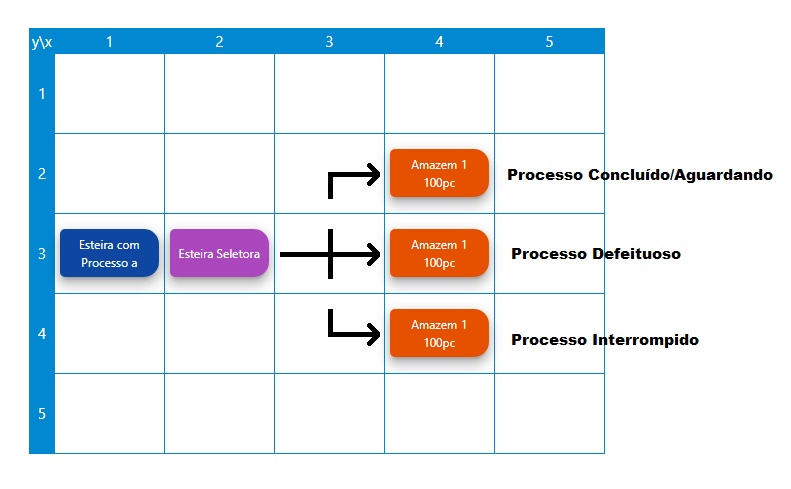 y\x 1 2 3 4 5
1
2
Amazem 1
100pc
Processo Concluído/Aguardando
3
Esteira com
Processo a
Esteira Seletora
Amazem 1
100pc
Processo Defeituoso
4
Amazem 1
100pc
Processo Interrompido
5